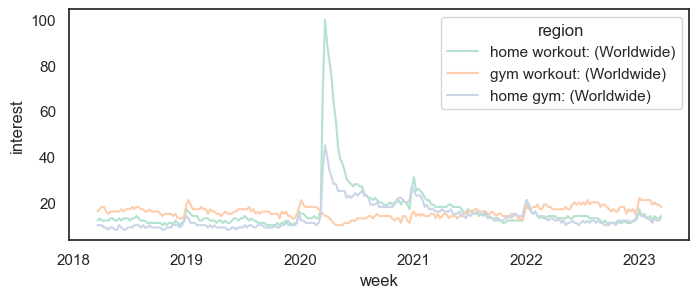 region
home workout: (Worldwide)
gym workout: (Worldwide)
home gym: (Worldwide)
interest
100
80
60
40
20
2018 2019 2020 2021 2022 2023
week